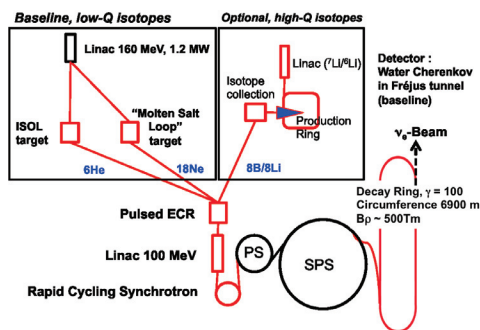 Baseline, low-Q isotopes
Linac 160 MeV, 1.2 MW
ISOL
target
“Molten Salt
Loop”
target
6He
18Ne
Optional, high-Q isotopes
Linac (⁷Li/⁶Li)
Isotope
collection
Production
Ring
8B/8Li
Detector :
Water Cherenkov
in Fréjus tunnel
(baseline)
νₑ-Beam
Decay Ring, γ = 100
Circumference 6900 m
Bρ ~ 500Tm
Pulsed ECR
Linac 100 MeV
PS
SPS
Rapid Cycling Synchrotron